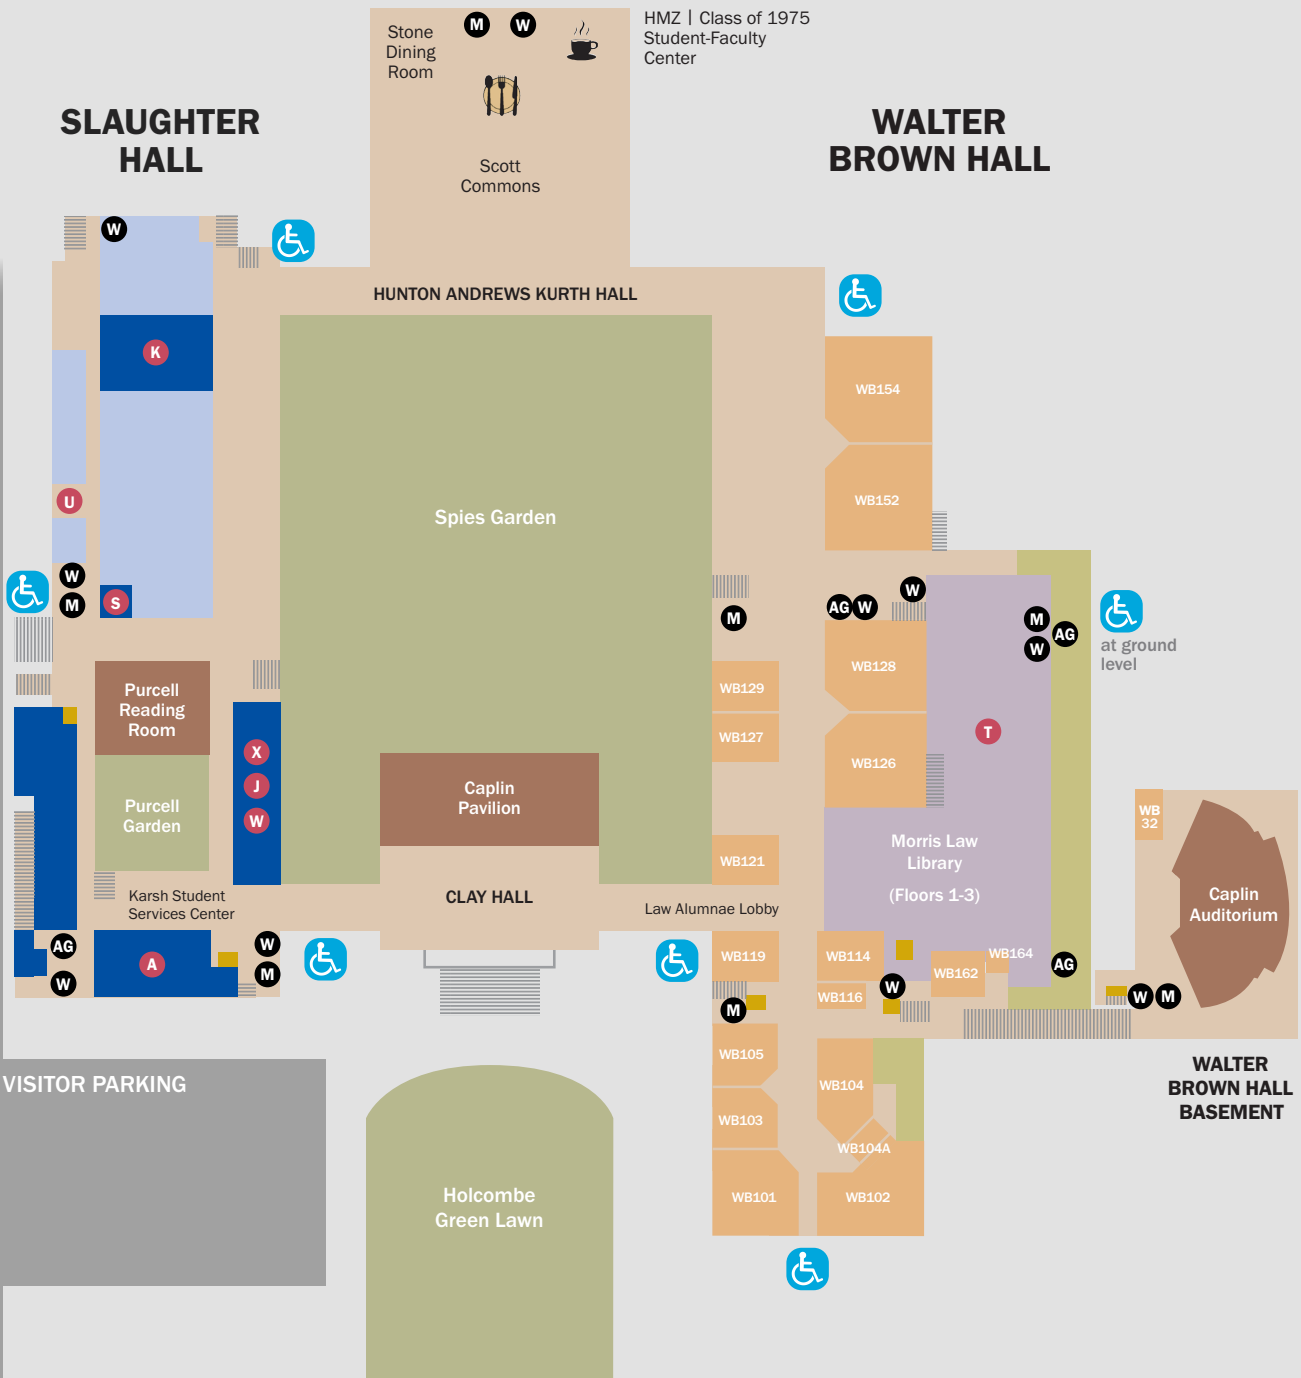 Stone
Dining
Room
M
W
HMZ | Class of 1975
Student-Faculty
Center
SLAUGHTER
HALL
WALTER
BROWN HALL
Scott
Commons
W
HUNTON ANDREWS KURTH HALL
K
WB154
Spies Garden
WB152
U
W
M
S
M
AG
W
W
M
W
AG
at ground
level
WB128
WB129
WB127
WB126
T
Purcell
Reading
Room
X
J
W
Caplin
Pavilion
Purcell
Garden
WB
32
Morris Law
Library
(Floors 1-3)
WB121
Caplin
Auditorium
Karsh Student
Services Center
CLAY HALL
Law Alumnae Lobby
AG
W
A
W
M
WB119
WB114
WB164
WB162
AG
WB116
W
M
W
M
WB105
WB104
WB103
WB104A
WB101
WB102
WALTER
BROWN HALL
BASEMENT
VISITOR PARKING
Holcombe
Green Lawn